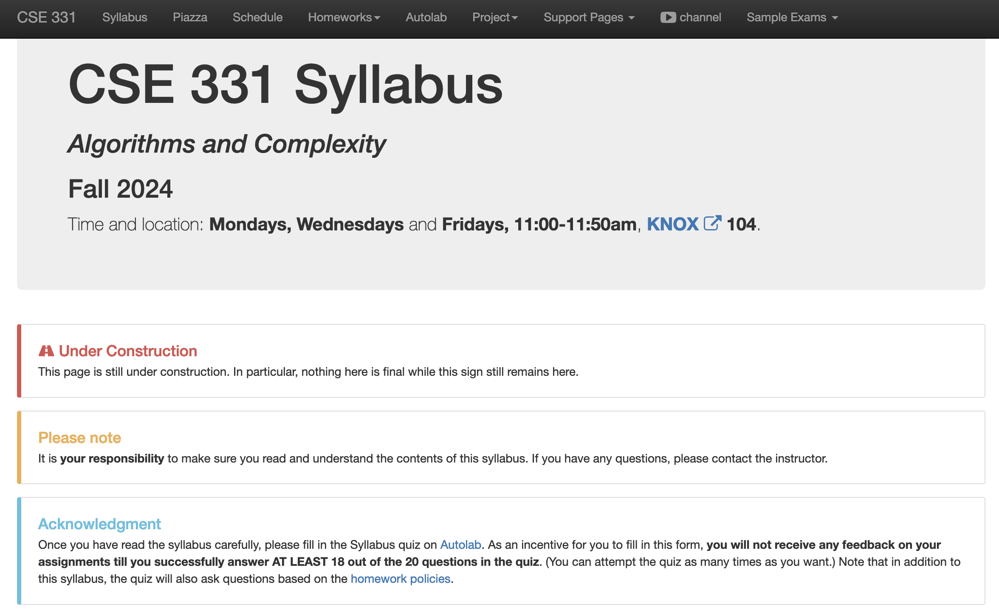 CSE 331 Syllabus Piazza Schedule Homeworks Autolab Project Support Pages channel Sample Exams
CSE 331 Syllabus
Algorithms and Complexity
Fall 2024
Time and location: Mondays, Wednesdays and Fridays, 11:00-11:50am, KNOX 104.
Under Construction
This page is still under construction. In particular, nothing here is final while this sign still remains here.
Please note
It is your responsibility to make sure you read and understand the contents of this syllabus. If you have any questions, please contact the instructor.
Acknowledgment
Once you have read the syllabus carefully, please fill in the Syllabus quiz on Autolab. As an incentive for you to fill in this form, you will not receive any feedback on your
assignments till you successfully answer AT LEAST 18 out of the 20 questions in the quiz. (You can attempt the quiz as many times as you want.) Note that in addition to
this syllabus, the quiz will also ask questions based on the homework policies.